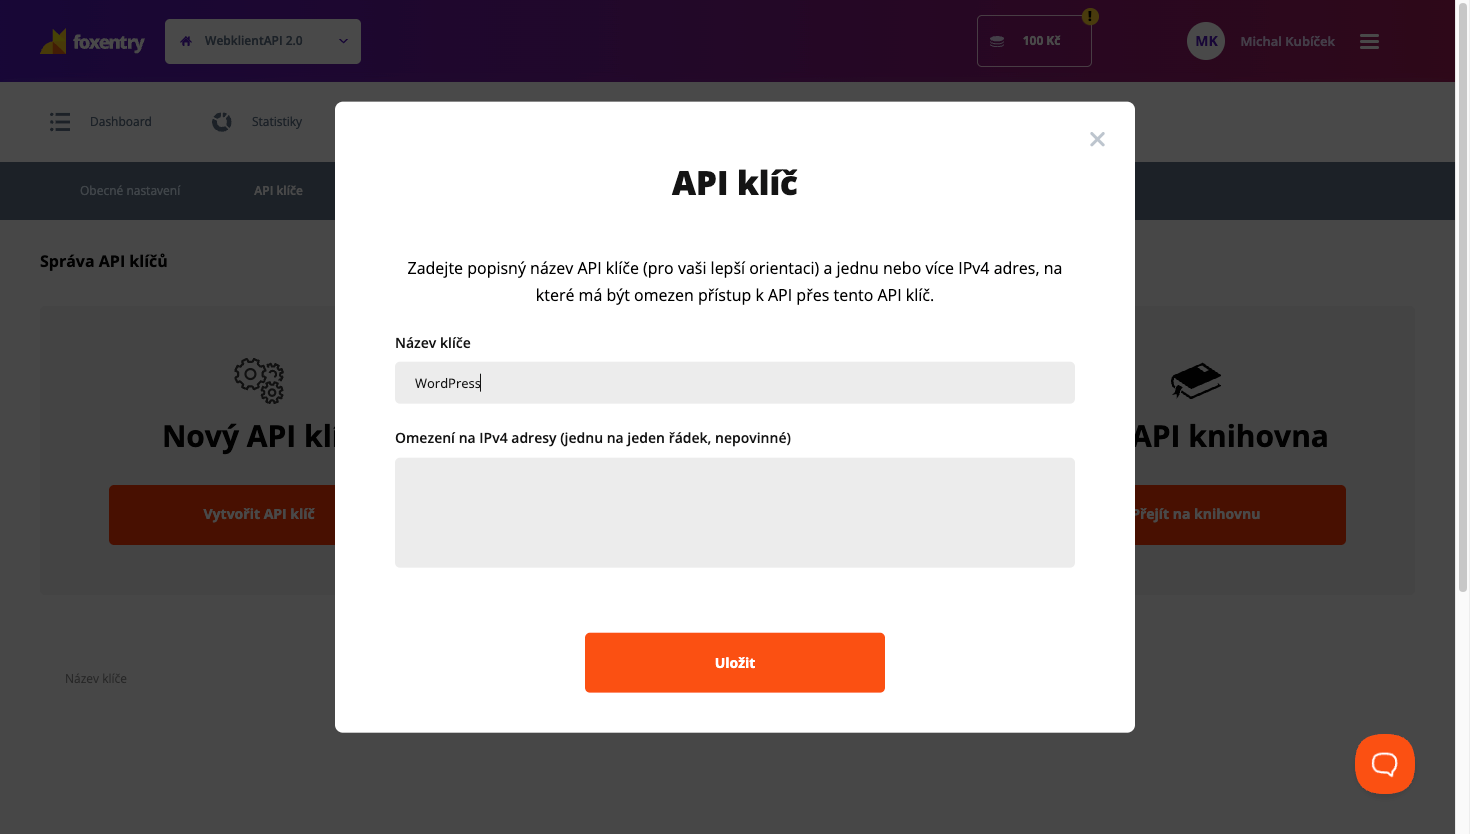 foxentry
WebklientAPI 2.0
100 Kč
!
MK
Michal Kubíček
Dashboard
Statistiky
Obecné nastavení
API klíče
Správa API klíčů
Nový API klí
Vytvořit API klíč
API knihovna
Přejít na knihovnu
Název klíče
API klíč
Zadejte popisný název API klíče (pro vaši lepší orientaci) a jednu nebo více IPv4 adres, na
které má být omezen přístup k API přes tento API klíč.
Název klíče
WordPress
Omezení na IPv4 adresy (jednu na jeden řádek, nepovinné)
Uložit